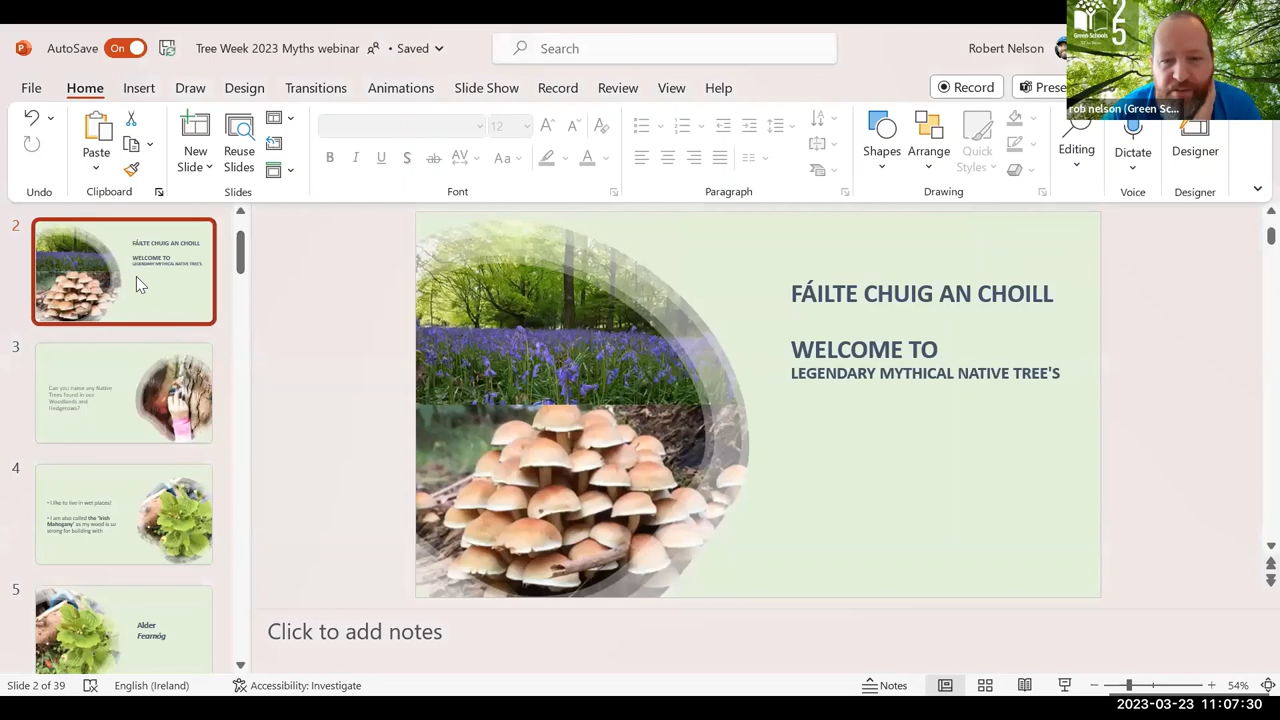 AutoSave On Tree Week 2023 Myths webinar • Saved Search Robert Nelson
Green-Schools 25
rob nelson (Green Sc...
File Home Insert Draw Design Transitions Animations Slide Show Record Review View Help Record Prese
12
Paste New Slide Reuse Slides Shapes Arrange Quick Styles Editing Dictate Designer
Undo Clipboard Slides Font Paragraph Drawing Voice Designer
2
FÁILTE CHUIG AN CHOILL
WELCOME TO
LEGENDARY MYTHICAL NATIVE TREE'S
3
Can you name any Native
Trees found in our
Woodlands and
Hedgerows?
4
• I like to live in wet places!
• I am also called the 'Irish
Mahogany' as my wood is so
strong for building with
5
Alder
Fearnóg
FÁILTE CHUIG AN CHOILL
WELCOME TO
LEGENDARY MYTHICAL NATIVE TREE'S
Click to add notes
Slide 2 of 39 English (Ireland) Accessibility: Investigate Notes 54%
2023-03-23 11:07:30